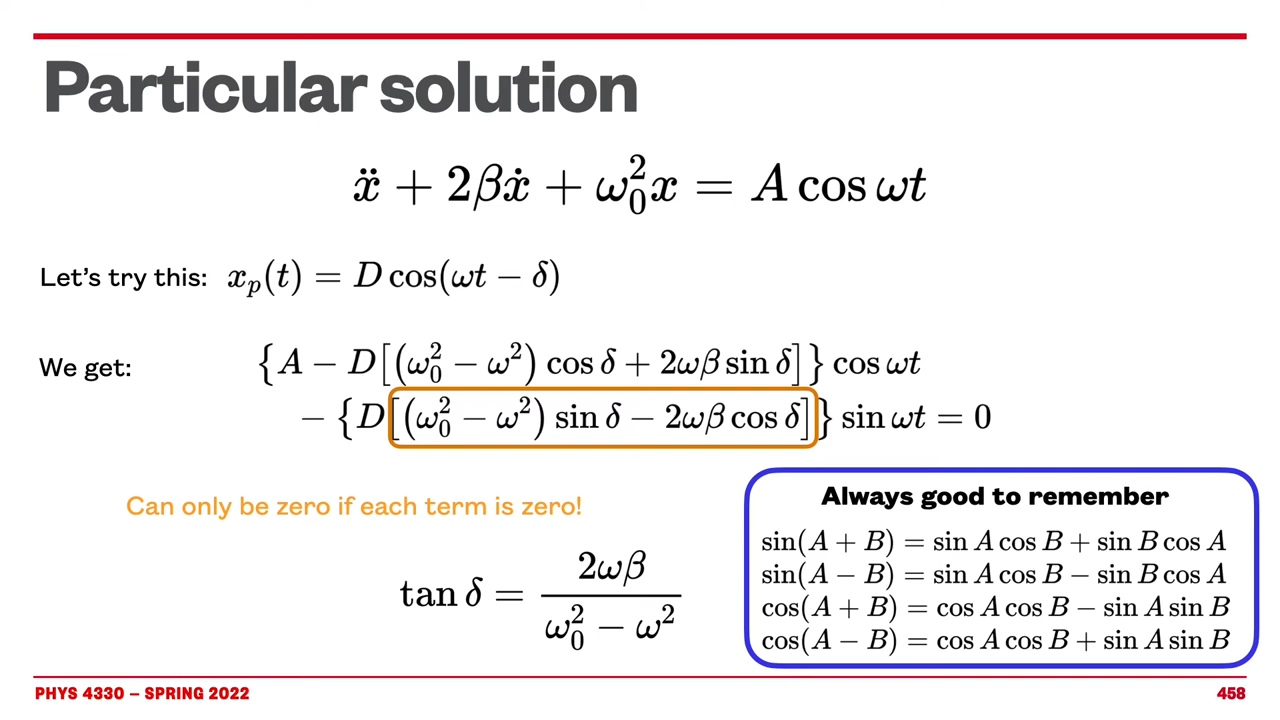 Particular solution
ẍ + 2βẋ + ω₀²x = A cos ωt
Let's try this: xₚ(t) = D cos(ωt − δ)
We get: {A − D[(ω₀² − ω²) cos δ + 2ωβ sin δ]} cos ωt
− {D[(ω₀² − ω²) sin δ − 2ωβ cos δ]} sin ωt = 0
Can only be zero if each term is zero!
tan δ = 2ωβ / (ω₀² − ω²)
Always good to remember
sin(A + B) = sin A cos B + sin B cos A
sin(A − B) = sin A cos B − sin B cos A
cos(A + B) = cos A cos B − sin A sin B
cos(A − B) = cos A cos B + sin A sin B
PHYS 4330 – SPRING 2022
458